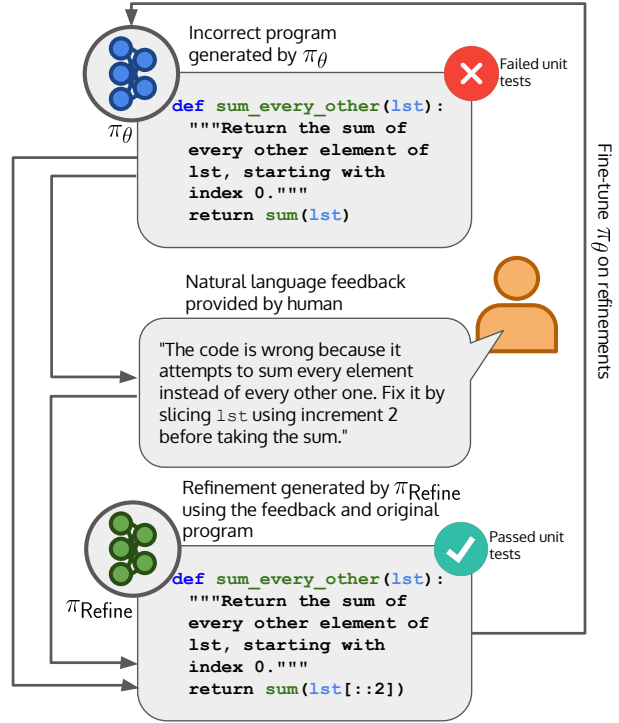 Incorrect program
generated by πθ
Failed unit
tests
πθ
def sum_every_other(lst):
"""Return the sum of
every other element of
lst, starting with
index 0."""
return sum(lst)
Fine-tune πθ on refinements
Natural language feedback
provided by human
"The code is wrong because it
attempts to sum every element
instead of every other one. Fix it by
slicing lst using increment 2
before taking the sum."
Refinement generated by πRefine
using the feedback and original
program
Passed unit
tests
πRefine
def sum_every_other(lst):
"""Return the sum of
every other element of
lst, starting with
index 0."""
return sum(lst[::2])